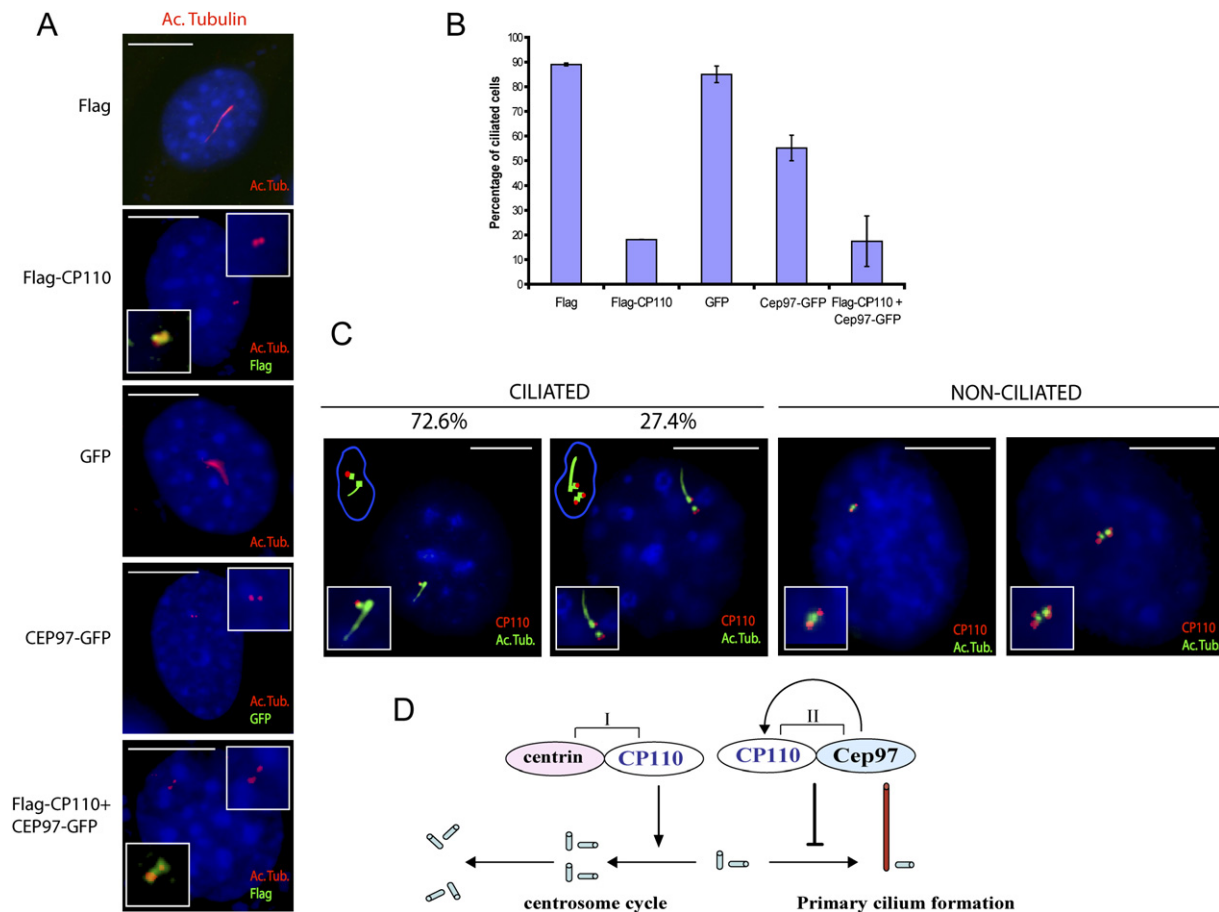 A
Ac. Tubulin
Flag
Ac.Tub.
Flag-CP110
Ac.Tub.
Flag
GFP
Ac.Tub.
CEP97-GFP
Ac.Tub.
GFP
Flag-CP110+
CEP97-GFP
Ac.Tub.
Flag
B
Percentage of ciliated cells
100
90
80
70
60
50
40
30
20
10
0
Flag
Flag-CP110
GFP
Cep97-GFP
Flag-CP110 +
Cep97-GFP
C
CILIATED
72.6%
27.4%
NON-CILIATED
CP110
Ac.Tub.
CP110
Ac.Tub.
CP110
Ac.Tub.
CP110
Ac.Tub.
D
I
centrin
CP110
II
CP110
Cep97
centrosome cycle
Primary cilium formation